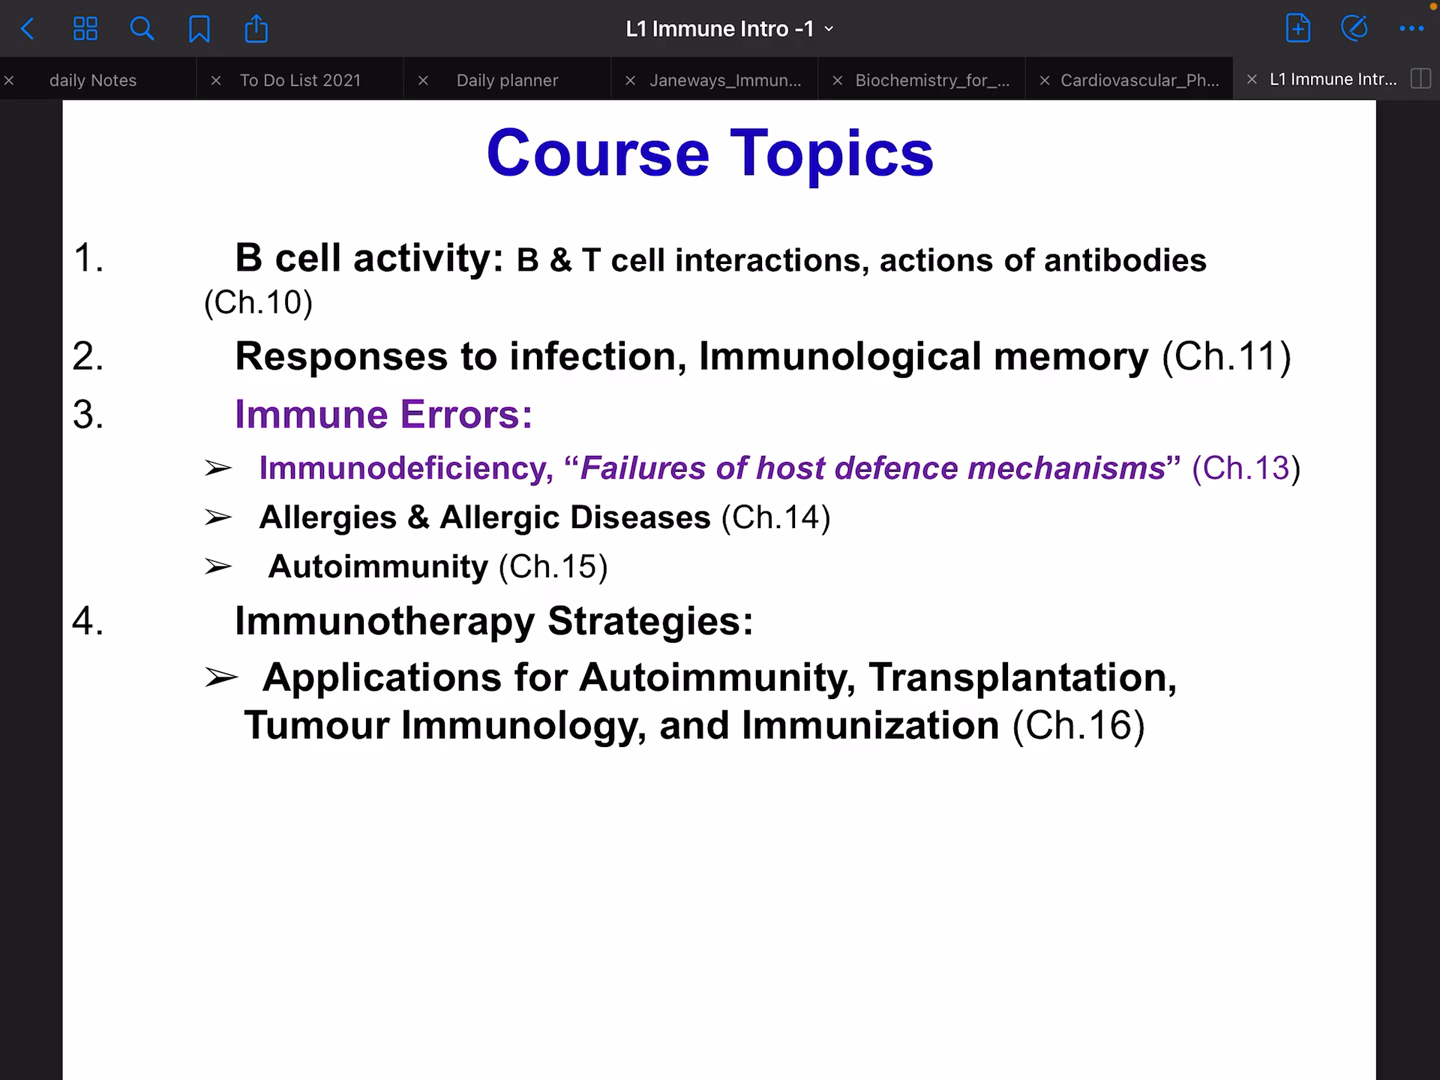 L1 Immune Intro -1
daily Notes
To Do List 2021
Daily planner
Janeways_Immun...
Biochemistry_for_...
Cardiovascular_Ph...
L1 Immune Intr...
Course Topics
1. B cell activity: B & T cell interactions, actions of antibodies
(Ch.10)
2. Responses to infection, Immunological memory (Ch.11)
3. Immune Errors:
➢ Immunodeficiency, “Failures of host defence mechanisms” (Ch.13)
➢ Allergies & Allergic Diseases (Ch.14)
➢ Autoimmunity (Ch.15)
4. Immunotherapy Strategies:
➢ Applications for Autoimmunity, Transplantation,
Tumour Immunology, and Immunization (Ch.16)